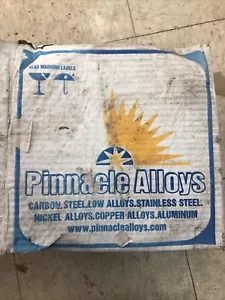 READ WARNING LABELS
Pinnacle Alloys
CARBON STEEL.LOW ALLOYS.STAINLESS STEEL.
NICKEL ALLOYS.COPPER ALLOYS.ALUMINUM
www.pinnaclealloys.com